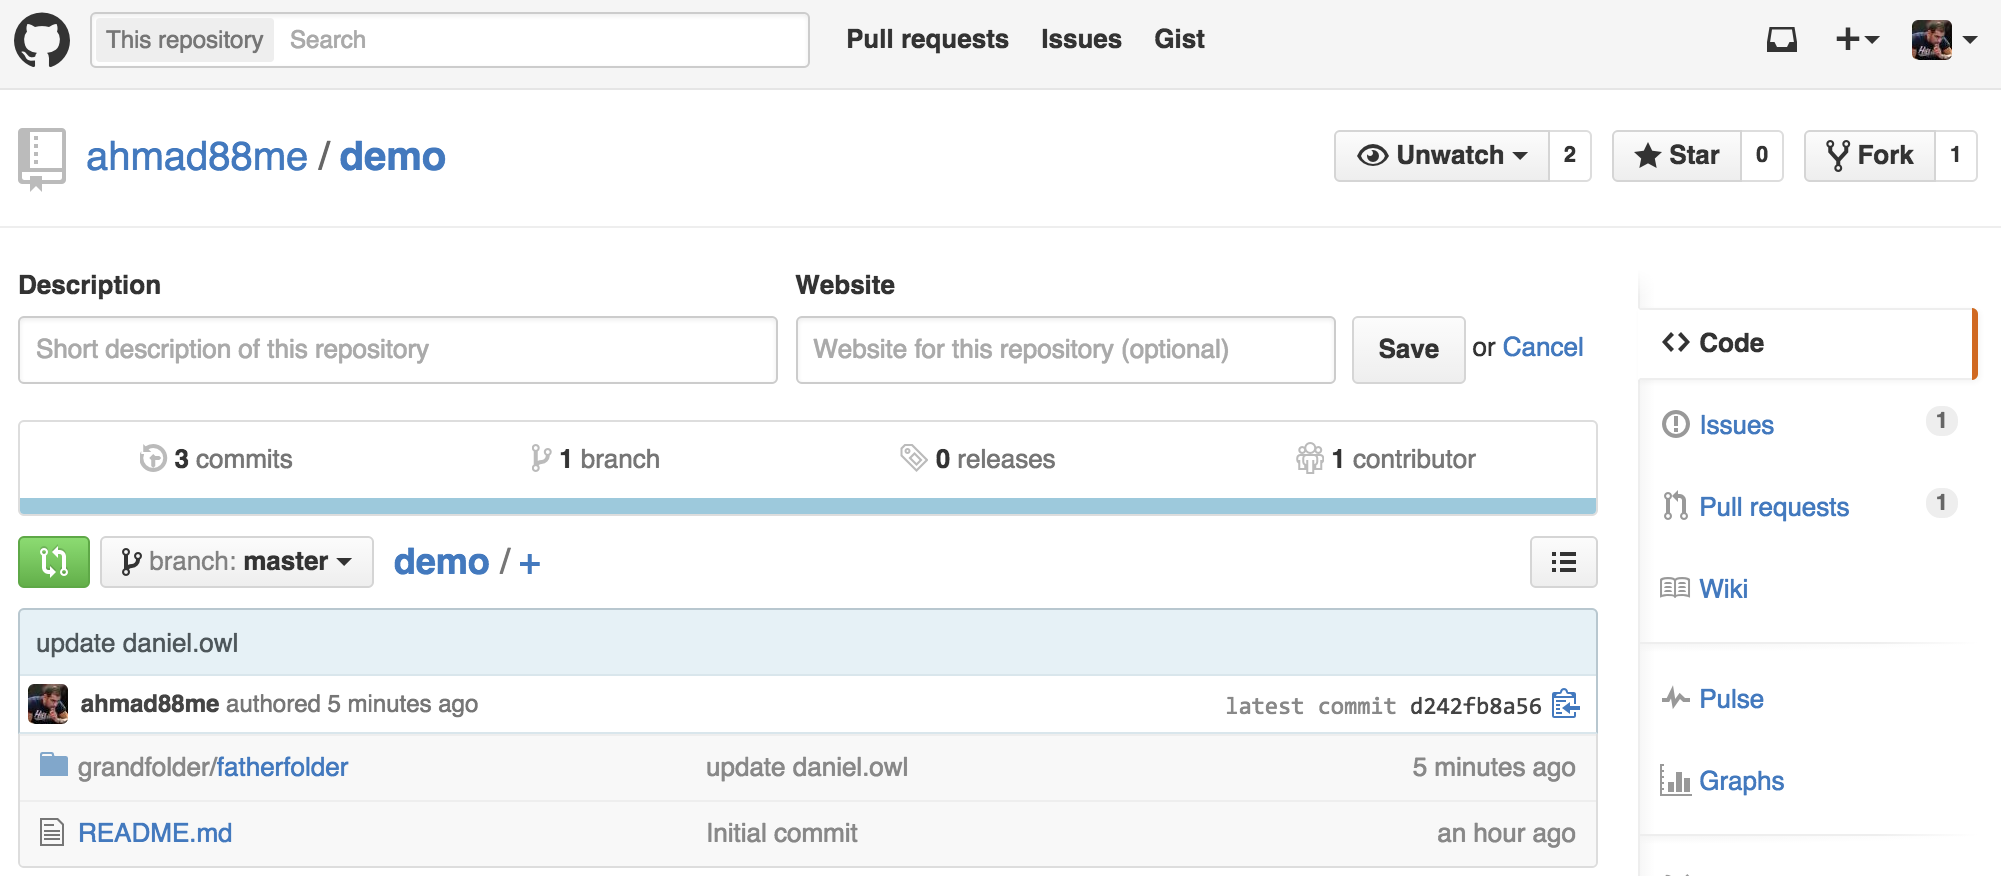 This repository Search Pull requests Issues Gist
ahmad88me / demo Unwatch 2 Star 0 Fork 1
Description Website
Short description of this repository Website for this repository (optional) Save or Cancel
3 commits 1 branch 0 releases 1 contributor
branch: master demo / +
update daniel.owl
ahmad88me authored 5 minutes ago latest commit d242fb8a56
grandfolder/fatherfolder update daniel.owl 5 minutes ago
README.md Initial commit an hour ago
Code
Issues 1
Pull requests 1
Wiki
Pulse
Graphs